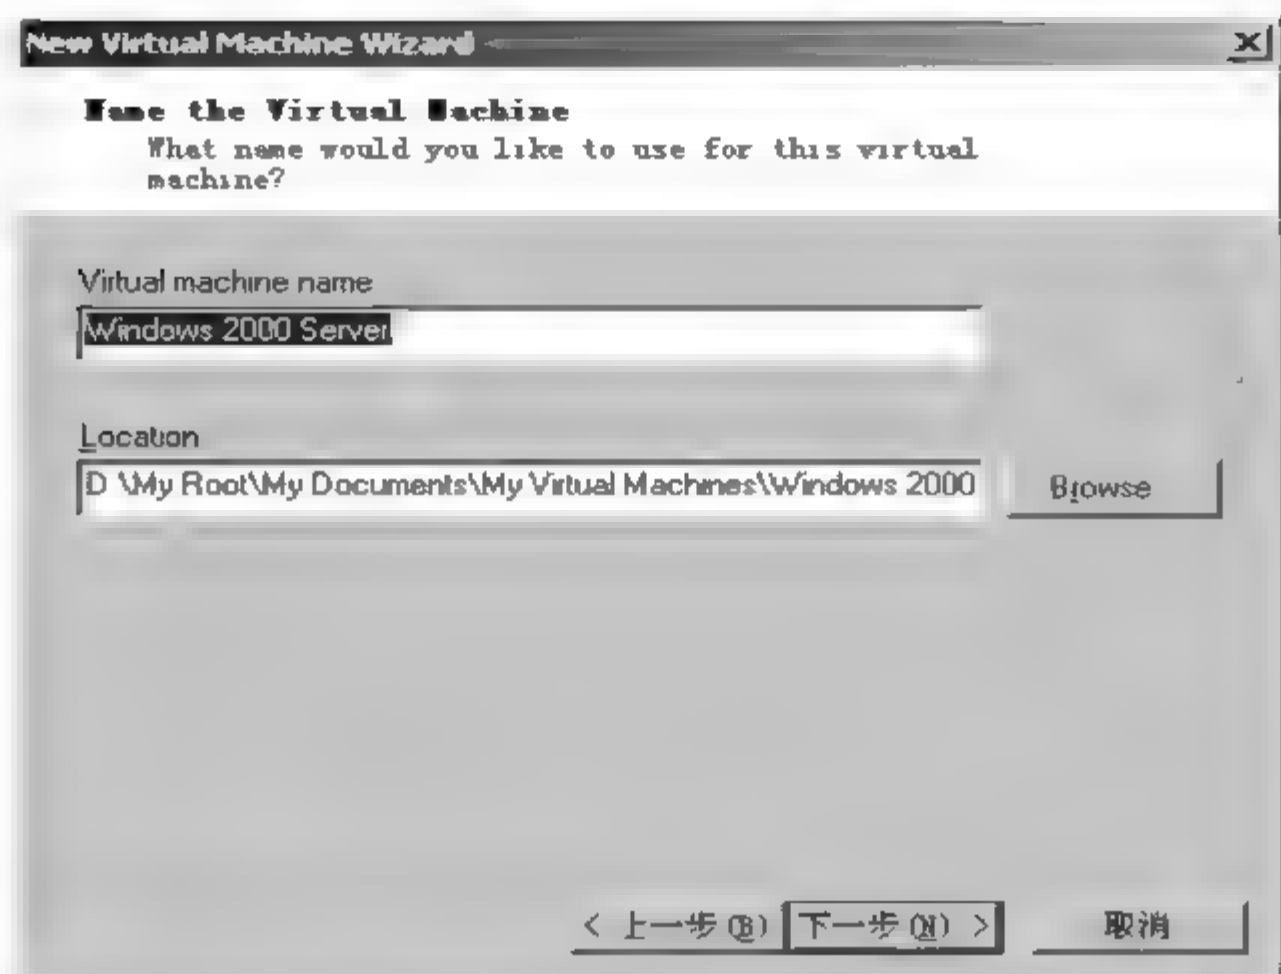 New Virtual Machine Wizard
Name the Virtual Machine
What name would you like to use for this virtual
machine?
Virtual machine name
Windows 2000 Server
Location
D \My Root\My Documents\My Virtual Machines\Windows 2000
Browse
< 上一步(B) 下一步(N) > 取消